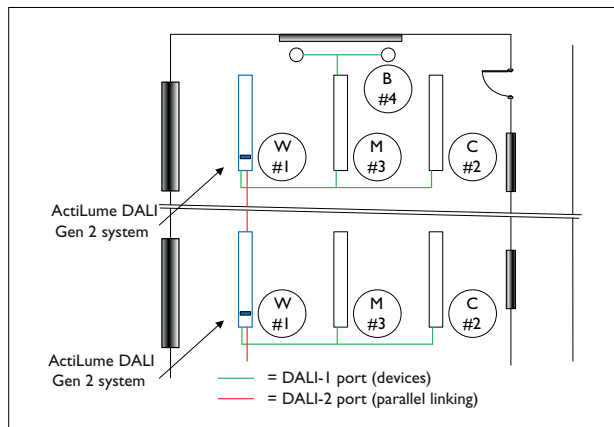 B
#4
W
#1
M
#3
C
#2
ActiLume DALI
Gen 2 system
W
#1
M
#3
C
#2
ActiLume DALI
Gen 2 system
= DALI-1 port (devices)
= DALI-2 port (parallel linking)